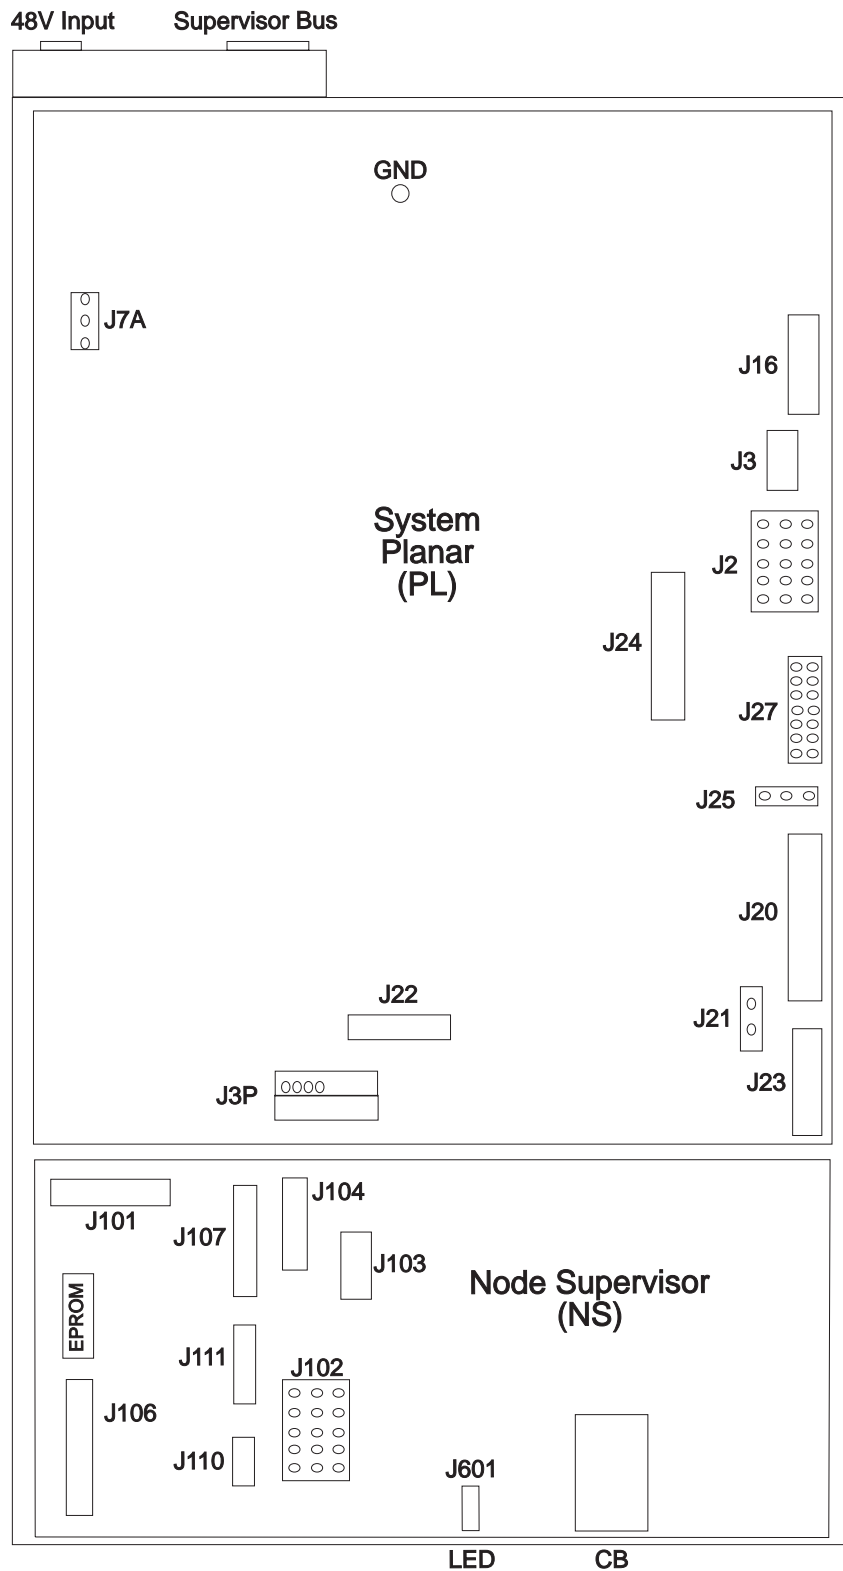 48V Input
Supervisor Bus
GND
J7A
J16
J3
System
Planar
(PL)
J2
J24
J27
J25
J20
J22
J21
J23
J3P
J101
J107
J104
J103
Node Supervisor
(NS)
EPROM
J111
J102
J106
J110
J601
LED
CB